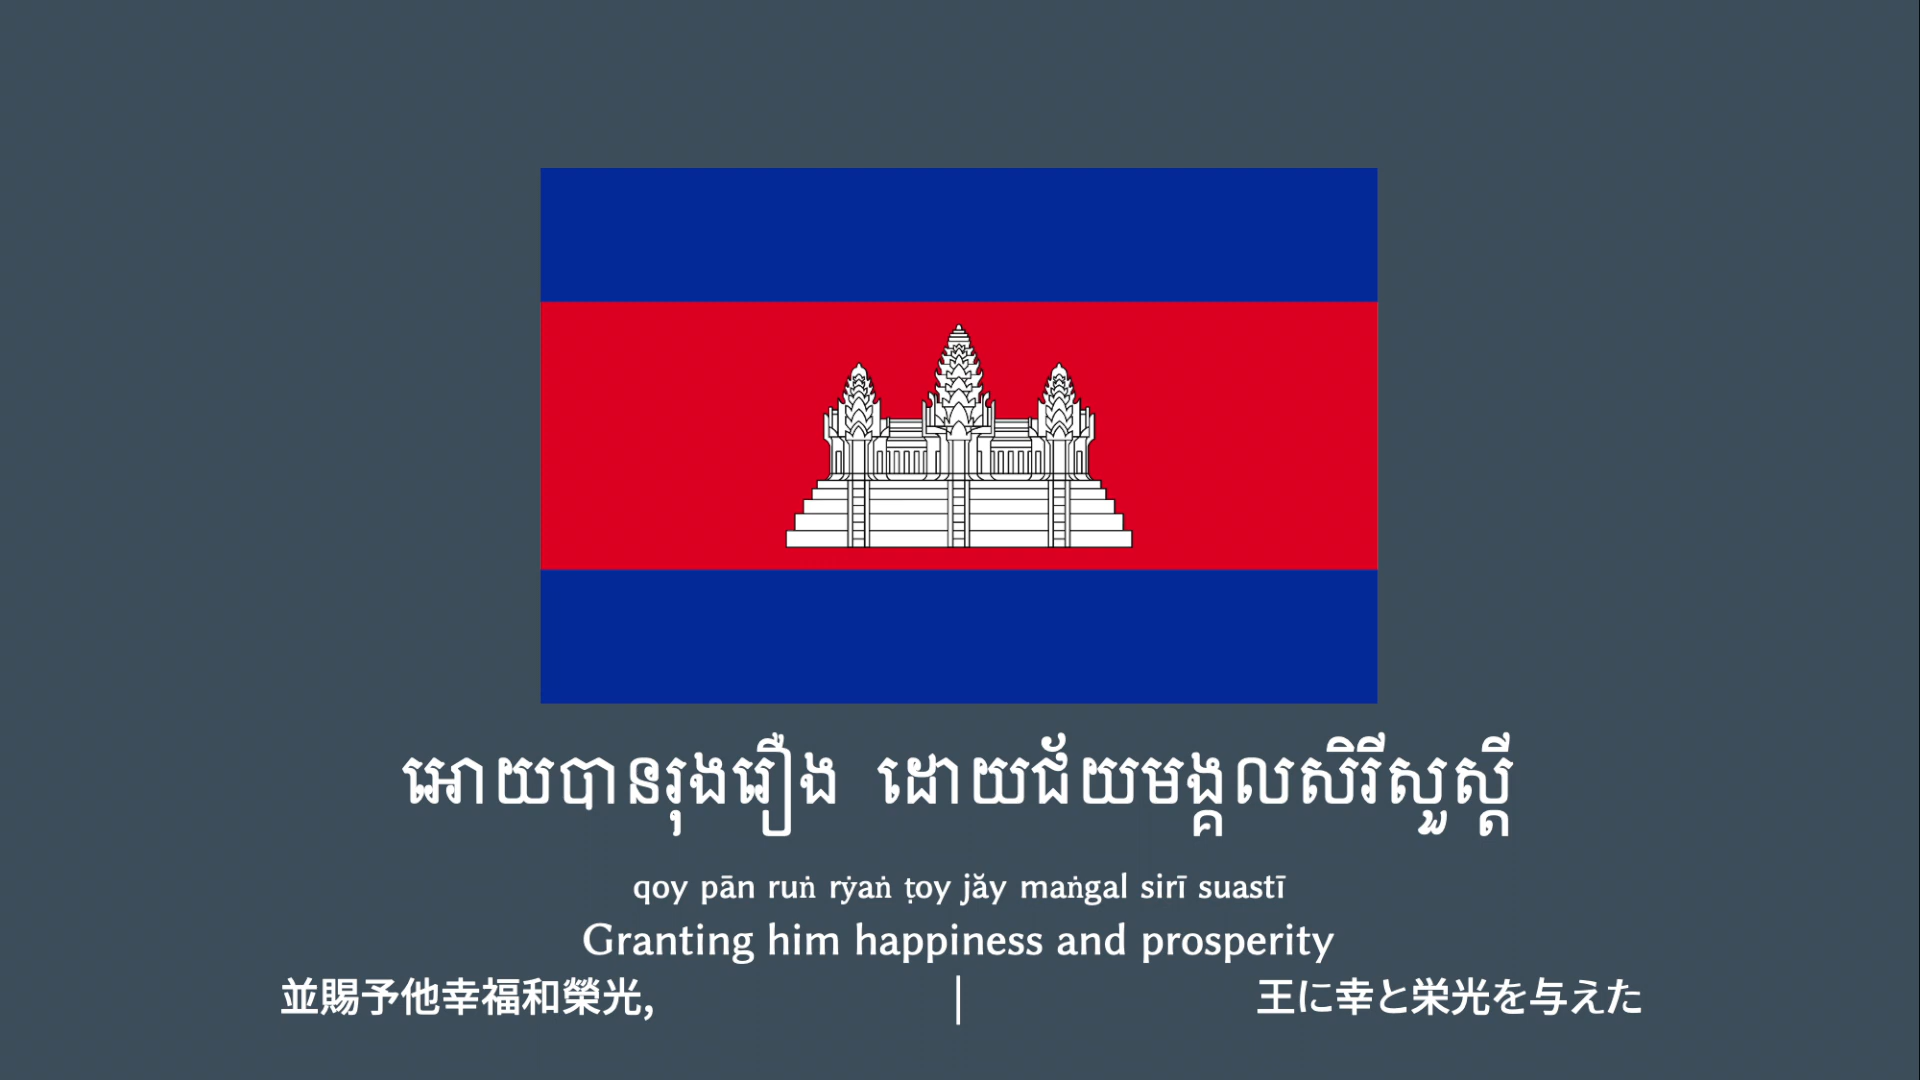 អោយបានរុងរឿង ដោយជ័យមង្គលសិរីសួស្តី
qoy pān ruṅ rẏaṅ ṭoy jăy maṅgal sirī suastī
Granting him happiness and prosperity
並賜予他幸福和榮光, | 王に幸と栄光を与えた